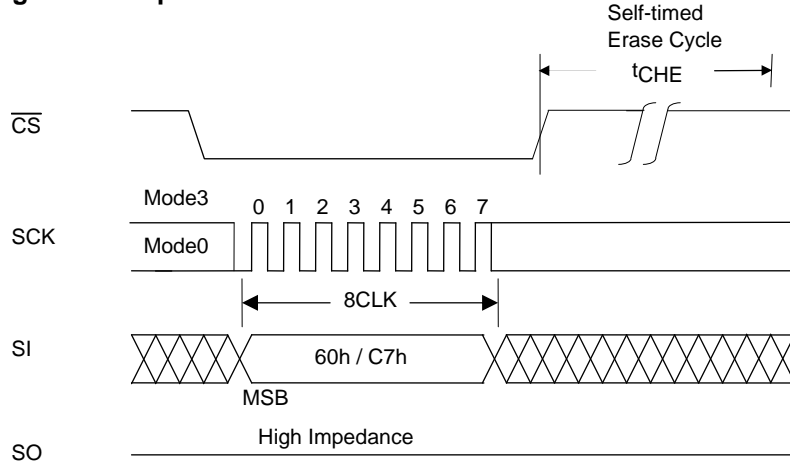 Self-timed
Erase Cycle
tCHE
CS
Mode3
0 1 2 3 4 5 6 7
SCK
Mode0
8CLK
SI
60h / C7h
MSB
High Impedance
SO